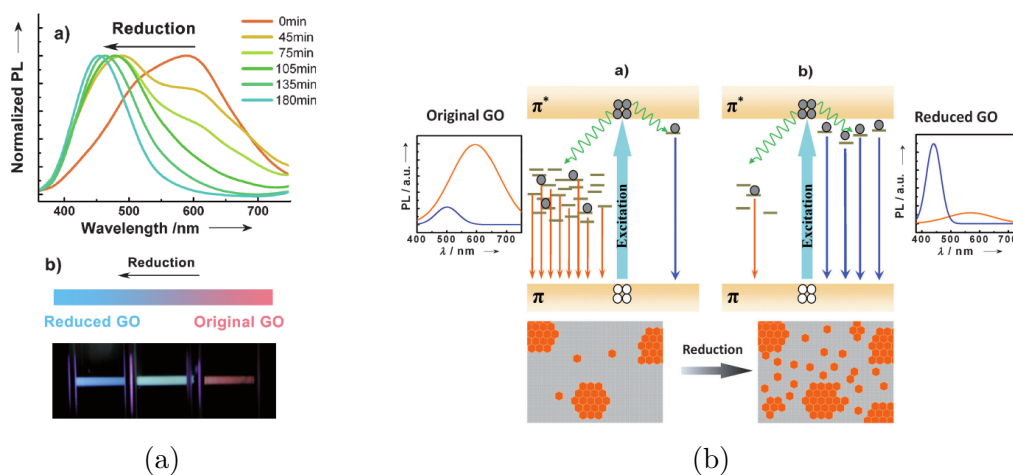 a)
Reduction
0min
45min
75min
105min
135min
180min
Normalized PL
400 500 600 700
Wavelength /nm
b)
Reduction
Reduced GO Original GO
(a)
a)
b)
π*
π*
Original GO
Reduced GO
PL / a.u.
400 500 600 700
λ / nm
Excitation
Excitation
PL / a.u.
400 500 600 700
λ / nm
π
π
Reduction
(b)